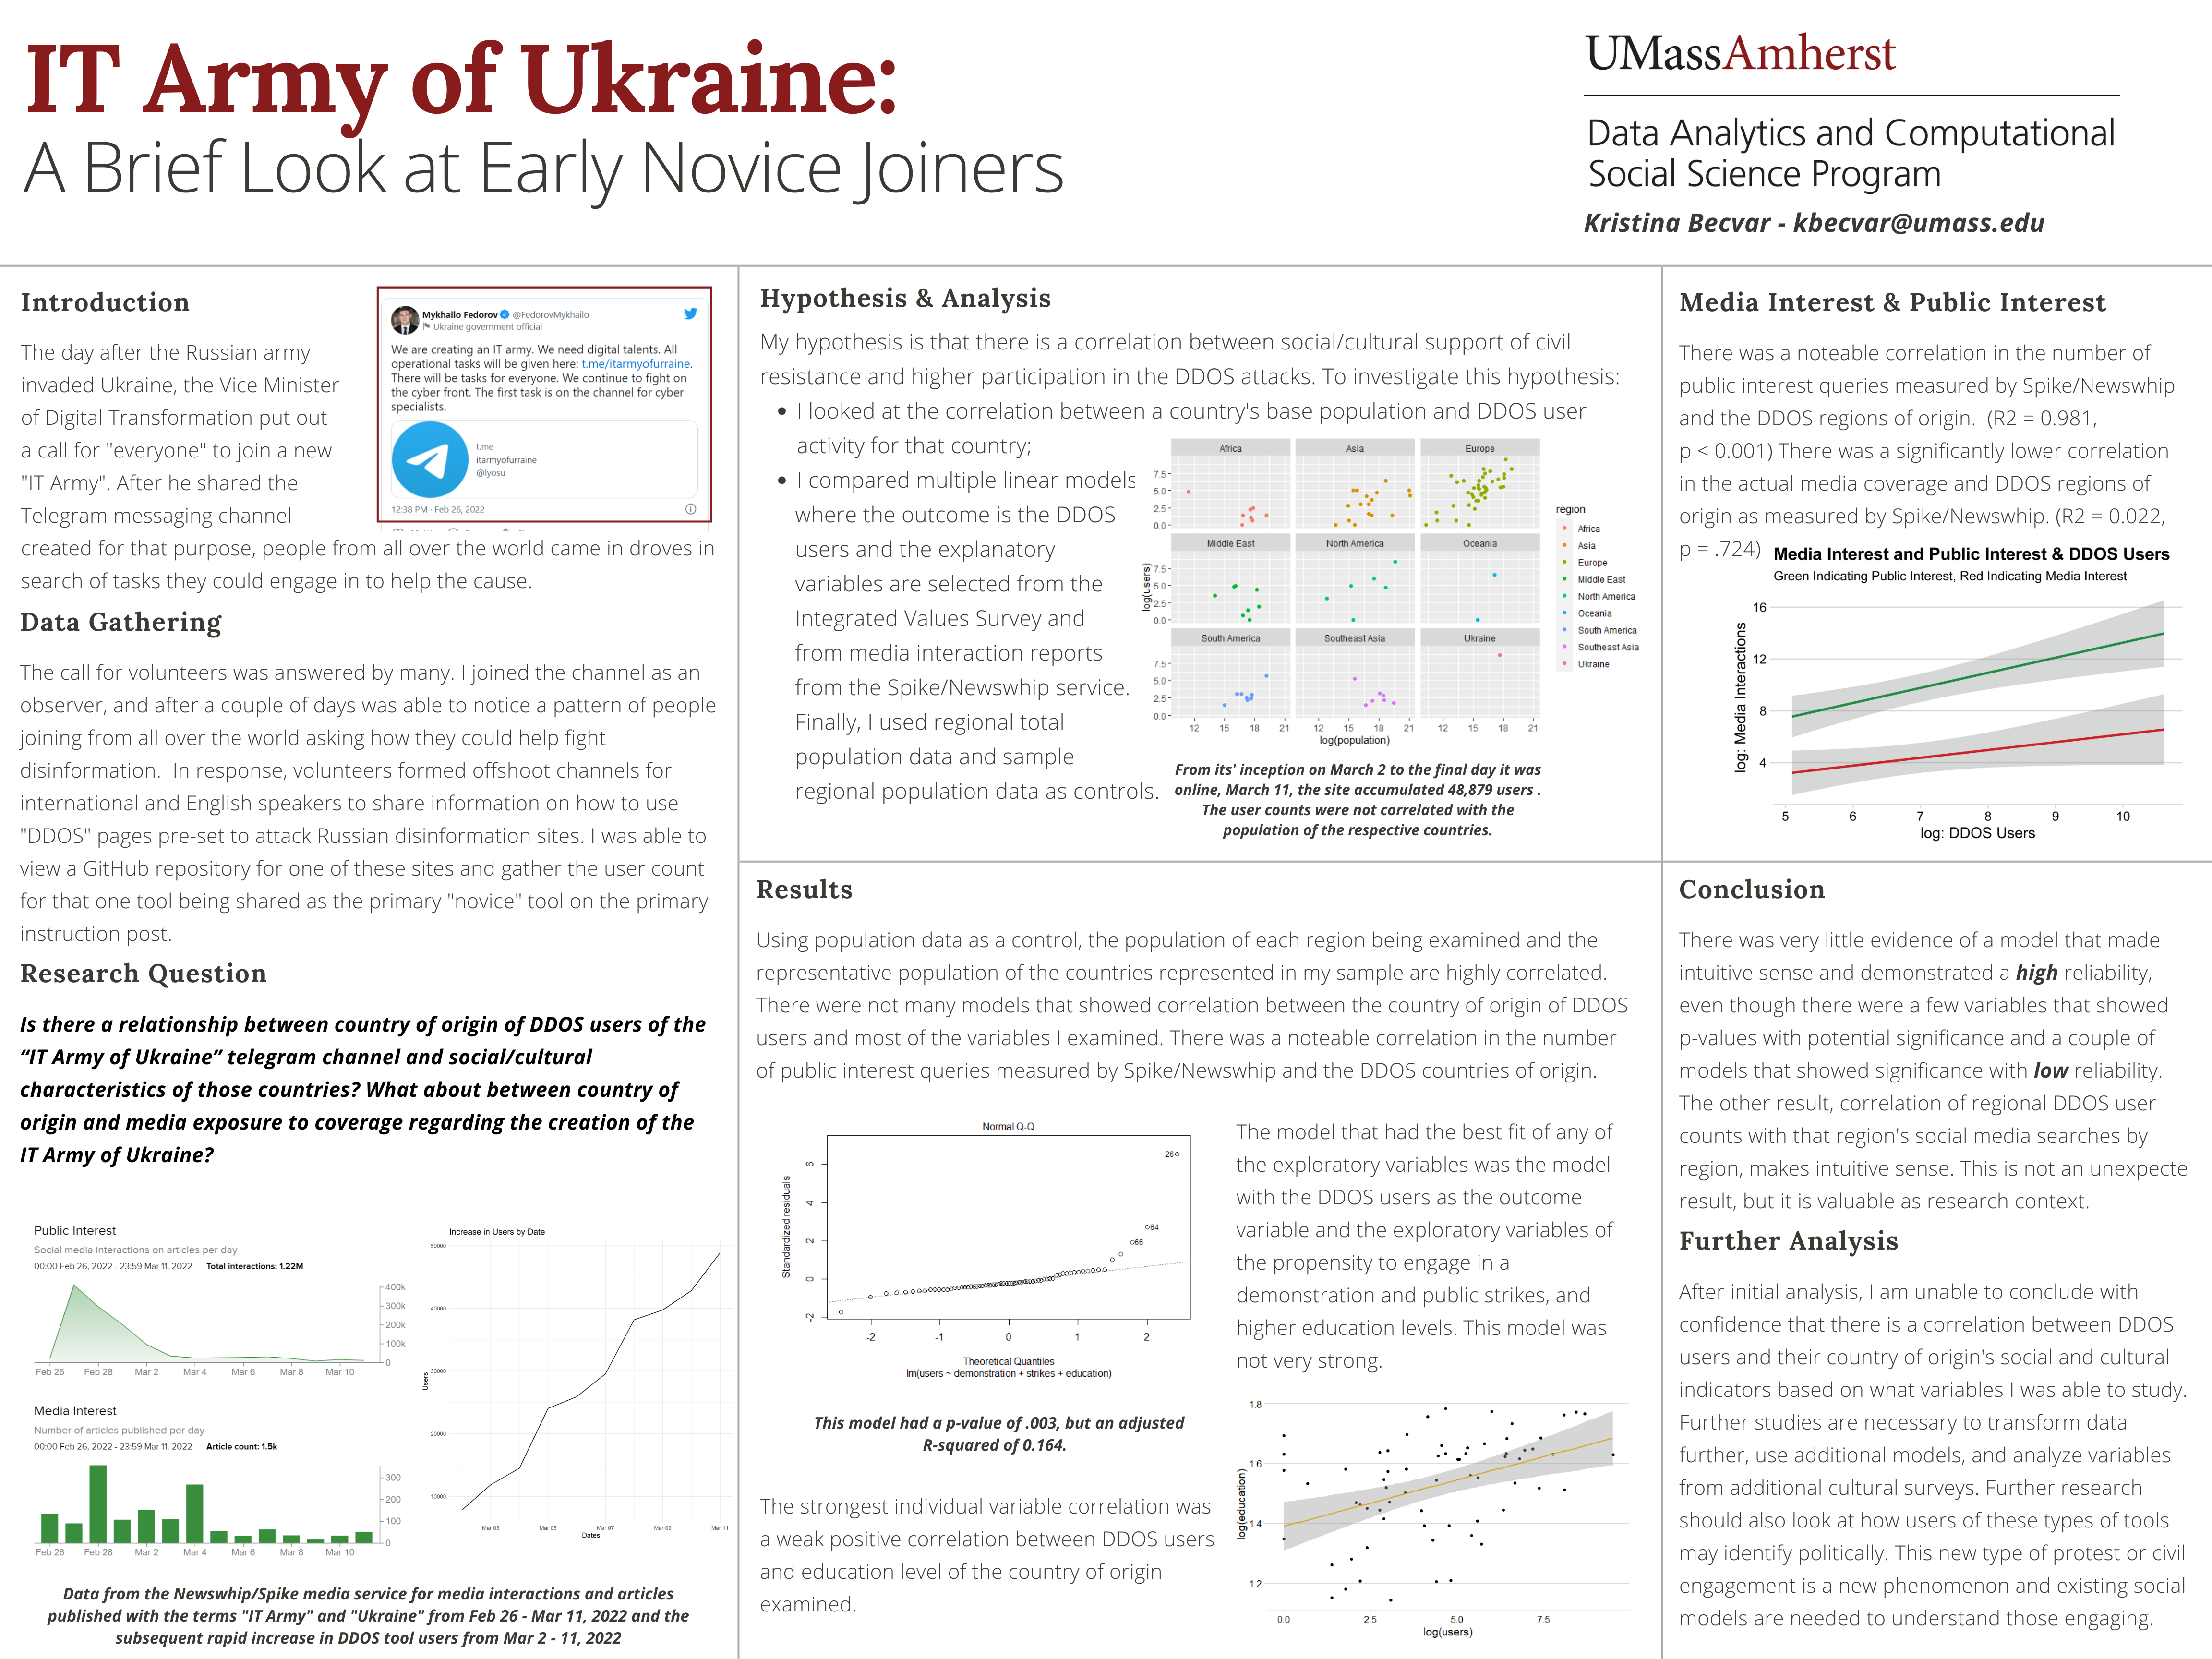 IT Army of Ukraine:
A Brief Look at Early Novice Joiners
UMassAmherst
Data Analytics and Computational
Social Science Program
Kristina Becvar - kbecvar@umass.edu
Introduction
The day after the Russian army
invaded Ukraine, the Vice Minister
of Digital Transformation put out
a call for "everyone" to join a new
"IT Army". After he shared the
Telegram messaging channel
created for that purpose, people from all over the world came in droves in
search of tasks they could engage in to help the cause.
Mykhailo Fedorov @FedorovMykhailo
Ukraine government official
We are creating an IT army. We need digital talents. All
operational tasks will be given here: t.me/itarmyofurraine.
There will be tasks for everyone. We continue to fight on
the cyber front. The first task is on the channel for cyber
specialists.
t.me
itarmyofurraine
@lyosu
12:38 PM · Feb 26, 2022
Data Gathering
The call for volunteers was answered by many. I joined the channel as an
observer, and after a couple of days was able to notice a pattern of people
joining from all over the world asking how they could help fight
disinformation.  In response, volunteers formed offshoot channels for
international and English speakers to share information on how to use
"DDOS" pages pre-set to attack Russian disinformation sites. I was able to
view a GitHub repository for one of these sites and gather the user count
for that one tool being shared as the primary "novice" tool on the primary
instruction post.
Research Question
Is there a relationship between country of origin of DDOS users of the
“IT Army of Ukraine” telegram channel and social/cultural
characteristics of those countries? What about between country of
origin and media exposure to coverage regarding the creation of the
IT Army of Ukraine?
Public Interest
Social media interactions on articles per day
00:00 Feb 26, 2022 - 23:59 Mar 11, 2022 Total interactions: 1.22M
400k
300k
200k
100k
0
Feb 26 Feb 28 Mar 2 Mar 4 Mar 6 Mar 8 Mar 10
Media Interest
Number of articles published per day
00:00 Feb 26, 2022 - 23:59 Mar 11, 2022 Article count: 1.5k
300
200
100
0
Feb 26 Feb 28 Mar 2 Mar 4 Mar 6 Mar 8 Mar 10
Increase in Users by Date
50000
40000
30000
20000
10000
Users
Mar 03 Mar 05 Mar 07 Mar 09 Mar 11
Dates
Data from the Newswhip/Spike media service for media interactions and articles
published with the terms "IT Army" and "Ukraine" from Feb 26 - Mar 11, 2022 and the
subsequent rapid increase in DDOS tool users from Mar 2 - 11, 2022
Hypothesis & Analysis
My hypothesis is that there is a correlation between social/cultural support of civil
resistance and higher participation in the DDOS attacks. To investigate this hypothesis:
• I looked at the correlation between a country's base population and DDOS user
activity for that country;
• I compared multiple linear models
where the outcome is the DDOS
users and the explanatory
variables are selected from the
Integrated Values Survey and
from media interaction reports
from the Spike/Newswhip service.
Finally, I used regional total
population data and sample
regional population data as controls.
Africa Asia Europe
7.5
5.0
2.5
0.0
Middle East North America Oceania
7.5
5.0
2.5
0.0
South America Southeast Asia Ukraine
7.5
5.0
2.5
0.0
12 15 18 21 12 15 18 21 12 15 18 21
log(population)
log(users)
region
Africa
Asia
Europe
Middle East
North America
Oceania
South America
Southeast Asia
Ukraine
From its' inception on March 2 to the final day it was
online, March 11, the site accumulated 48,879 users .
The user counts were not correlated with the
population of the respective countries.
Results
Using population data as a control, the population of each region being examined and the
representative population of the countries represented in my sample are highly correlated.
There were not many models that showed correlation between the country of origin of DDOS
users and most of the variables I examined. There was a noteable correlation in the number
of public interest queries measured by Spike/Newswhip and the DDOS countries of origin.
Normal Q-Q
Standardized residuals
6
4
2
0
-2
26
64
66
-2 -1 0 1 2
Theoretical Quantiles
lm(users ~ demonstration + strikes + education)
This model had a p-value of .003, but an adjusted
R-squared of 0.164.
The strongest individual variable correlation was
a weak positive correlation between DDOS users
and education level of the country of origin
examined.
The model that had the best fit of any of
the exploratory variables was the model
with the DDOS users as the outcome
variable and the exploratory variables of
the propensity to engage in a
demonstration and public strikes, and
higher education levels. This model was
not very strong.
1.8
1.6
1.4
1.2
log(education)
0.0 2.5 5.0 7.5
log(users)
Media Interest & Public Interest
There was a noteable correlation in the number of
public interest queries measured by Spike/Newswhip
and the DDOS regions of origin.  (R2 = 0.981,
p < 0.001) There was a significantly lower correlation
in the actual media coverage and DDOS regions of
origin as measured by Spike/Newswhip. (R2 = 0.022,
p = .724)
Media Interest and Public Interest & DDOS Users
Green Indicating Public Interest, Red Indicating Media Interest
16
12
8
4
log: Media Interactions
5 6 7 8 9 10
log: DDOS Users
Conclusion
There was very little evidence of a model that made
intuitive sense and demonstrated a high reliability,
even though there were a few variables that showed
p-values with potential significance and a couple of
models that showed significance with low reliability.
The other result, correlation of regional DDOS user
counts with that region's social media searches by
region, makes intuitive sense. This is not an unexpecte
result, but it is valuable as research context.
Further Analysis
After initial analysis, I am unable to conclude with
confidence that there is a correlation between DDOS
users and their country of origin's social and cultural
indicators based on what variables I was able to study.
Further studies are necessary to transform data
further, use additional models, and analyze variables
from additional cultural surveys. Further research
should also look at how users of these types of tools
may identify politically. This new type of protest or civil
engagement is a new phenomenon and existing social
models are needed to understand those engaging.